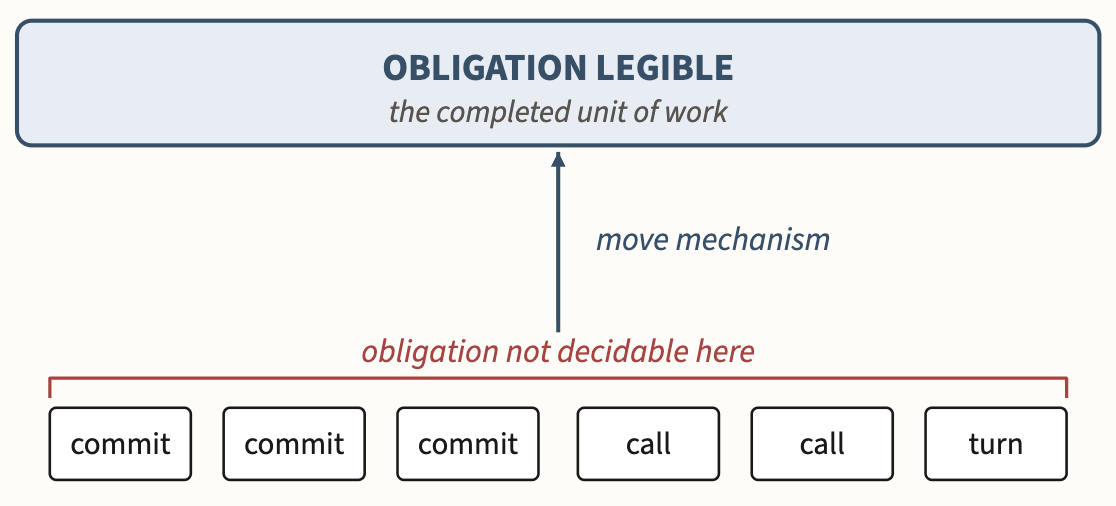 OBLIGATION LEGIBLE
the completed unit of work
move mechanism
obligation not decidable here
commit
commit
commit
call
call
turn